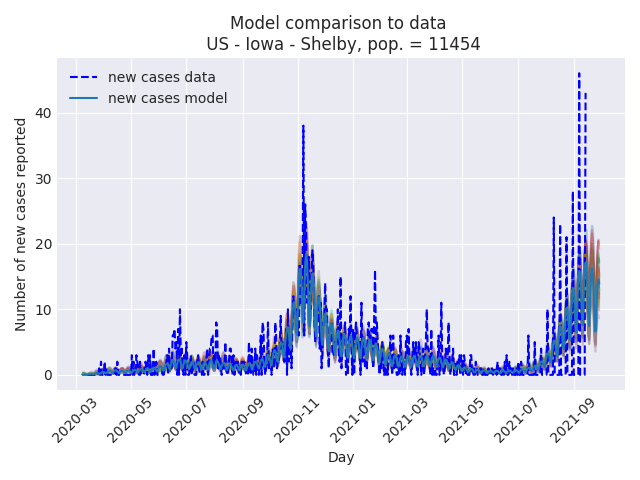 Model comparison to data
US - Iowa - Shelby, pop. = 11454
new cases data
new cases model
Number of new cases reported
40
30
20
10
0
2020-03
2020-05
2020-07
2020-09
2020-11
2021-01
2021-03
2021-05
2021-07
2021-09
Day